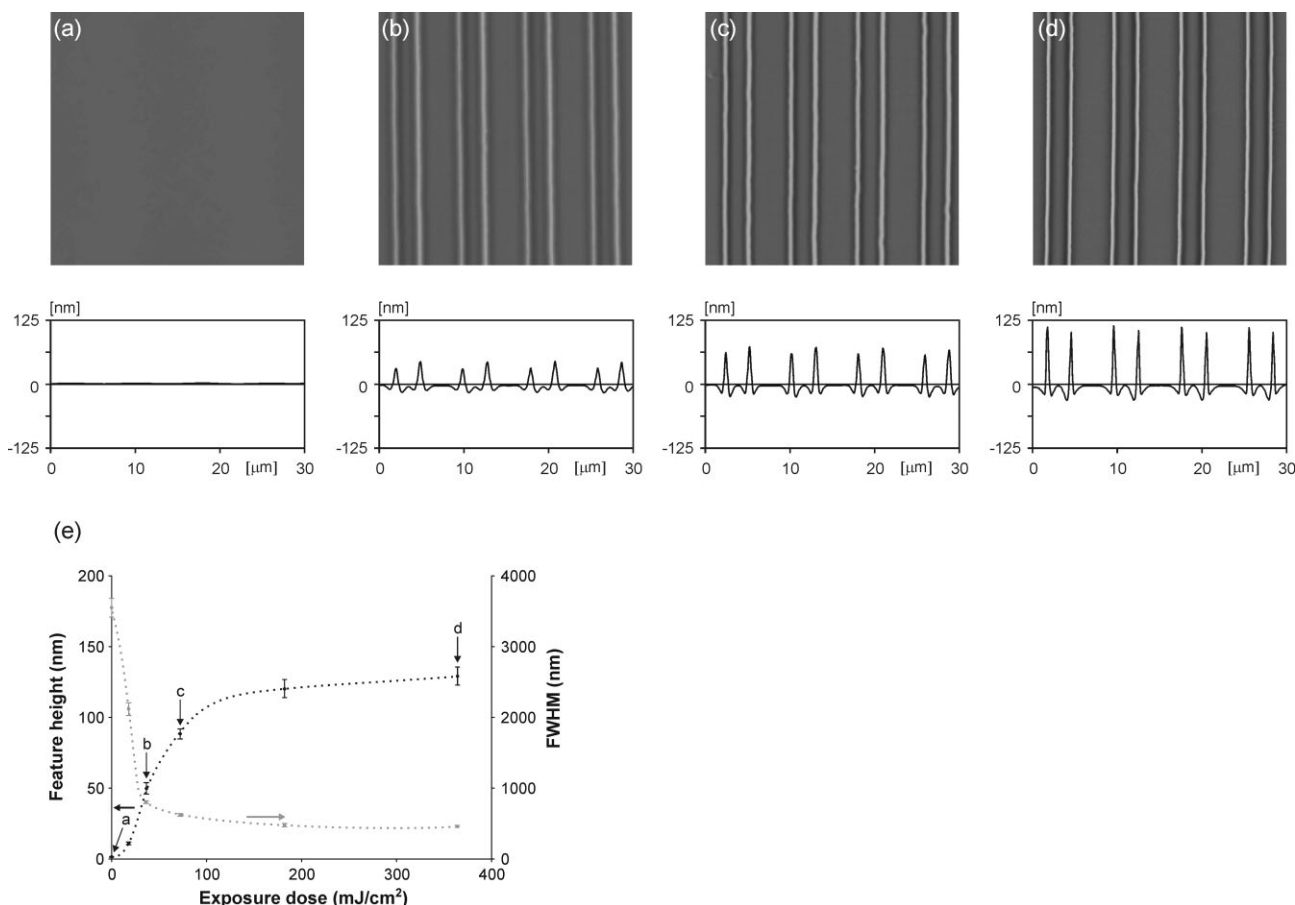 (a) (b) (c) (d)
[nm] [nm] [nm] [nm]
125 125 125 125
0 0 0 0
-125 -125 -125 -125
0 10 20 [µm] 30 0 10 20 [µm] 30 0 10 20 [µm] 30 0 10 20 [µm] 30
(e)
200 4000
d
150 3000
c
100 2000
b
50 1000
a
0 0
0 100 200 300 400
Feature height (nm)
FWHM (nm)
Exposure dose (mJ/cm²)